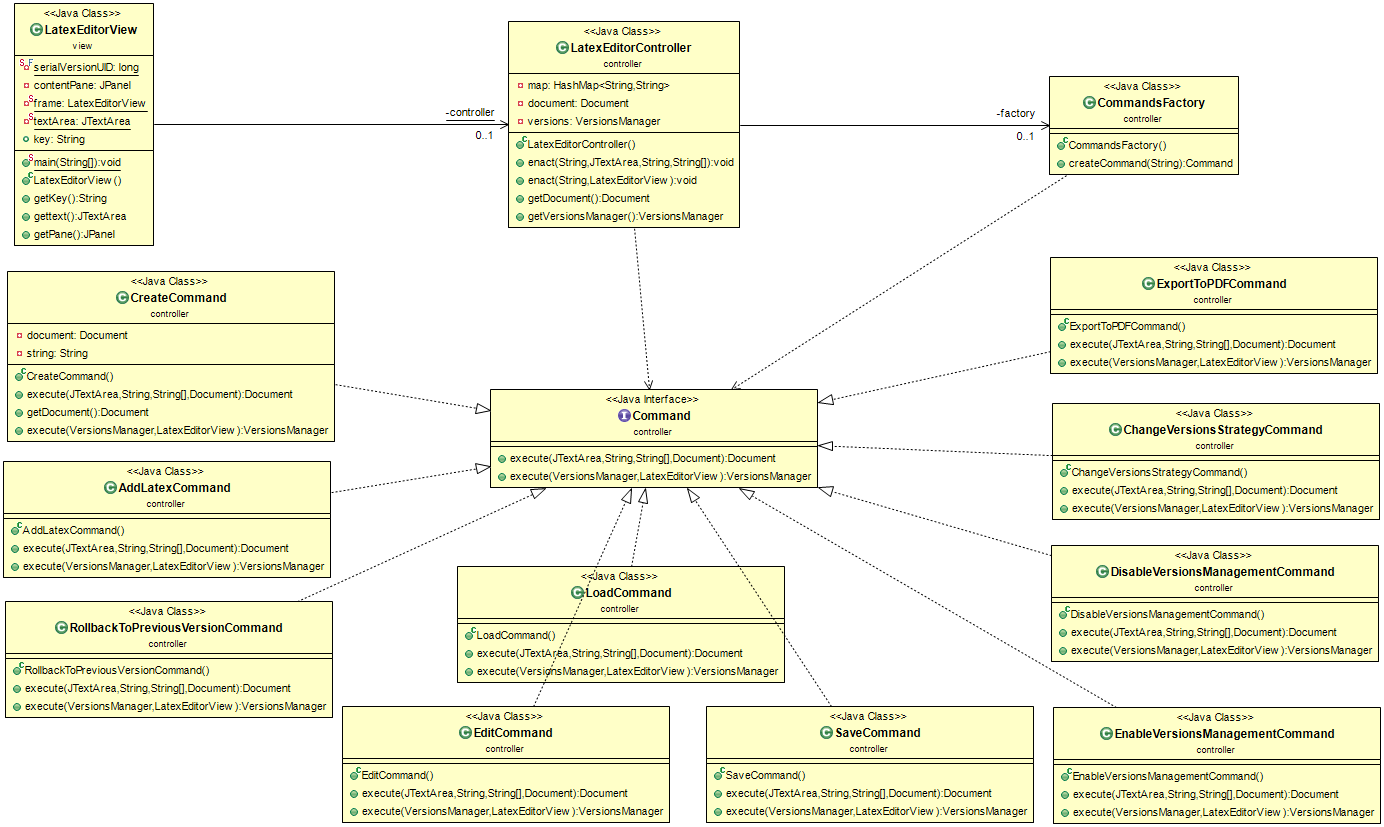 <<Java Class>>
LatexEditorView
view
serialVersionUID: long
contentPane: JPanel
frame: LatexEditorView
textArea: JTextArea
key: String
main(String[]):void
LatexEditorView()
getKey():String
gettext():JTextArea
getPane():JPanel
-controller
0..1
<<Java Class>>
LatexEditorController
controller
map: HashMap<String,String>
document: Document
versions: VersionsManager
LatexEditorController()
enact(String,JTextArea,String,String[]):void
enact(String,LatexEditorView):void
getDocument():Document
getVersionsManager():VersionsManager
-factory
0..1
<<Java Class>>
CommandsFactory
controller
CommandsFactory()
createCommand(String):Command
<<Java Class>>
CreateCommand
controller
document: Document
string: String
CreateCommand()
execute(JTextArea,String,String[],Document):Document
getDocument():Document
execute(VersionsManager,LatexEditorView):VersionsManager
<<Java Class>>
ExportToPDFCommand
controller
ExportToPDFCommand()
execute(JTextArea,String,String[],Document):Document
execute(VersionsManager,LatexEditorView):VersionsManager
<<Java Interface>>
Command
controller
execute(JTextArea,String,String[],Document):Document
execute(VersionsManager,LatexEditorView):VersionsManager
<<Java Class>>
ChangeVersionsStrategyCommand
controller
ChangeVersionsStrategyCommand()
execute(JTextArea,String,String[],Document):Document
execute(VersionsManager,LatexEditorView):VersionsManager
<<Java Class>>
AddLatexCommand
controller
AddLatexCommand()
execute(JTextArea,String,String[],Document):Document
execute(VersionsManager,LatexEditorView):VersionsManager
<<Java Class>>
DisableVersionsManagementCommand
controller
DisableVersionsManagementCommand()
execute(JTextArea,String,String[],Document):Document
execute(VersionsManager,LatexEditorView):VersionsManager
<<Java Class>>
LoadCommand
controller
LoadCommand()
execute(JTextArea,String,String[],Document):Document
execute(VersionsManager,LatexEditorView):VersionsManager
<<Java Class>>
RollbackToPreviousVersionCommand
controller
RollbackToPreviousVersionCommand()
execute(JTextArea,String,String[],Document):Document
execute(VersionsManager,LatexEditorView):VersionsManager
<<Java Class>>
EditCommand
controller
EditCommand()
execute(JTextArea,String,String[],Document):Document
execute(VersionsManager,LatexEditorView):VersionsManager
<<Java Class>>
SaveCommand
controller
SaveCommand()
execute(JTextArea,String,String[],Document):Document
execute(VersionsManager,LatexEditorView):VersionsManager
<<Java Class>>
EnableVersionsManagementCommand
controller
EnableVersionsManagementCommand()
execute(JTextArea,String,String[],Document):Document
execute(VersionsManager,LatexEditorView):VersionsManager